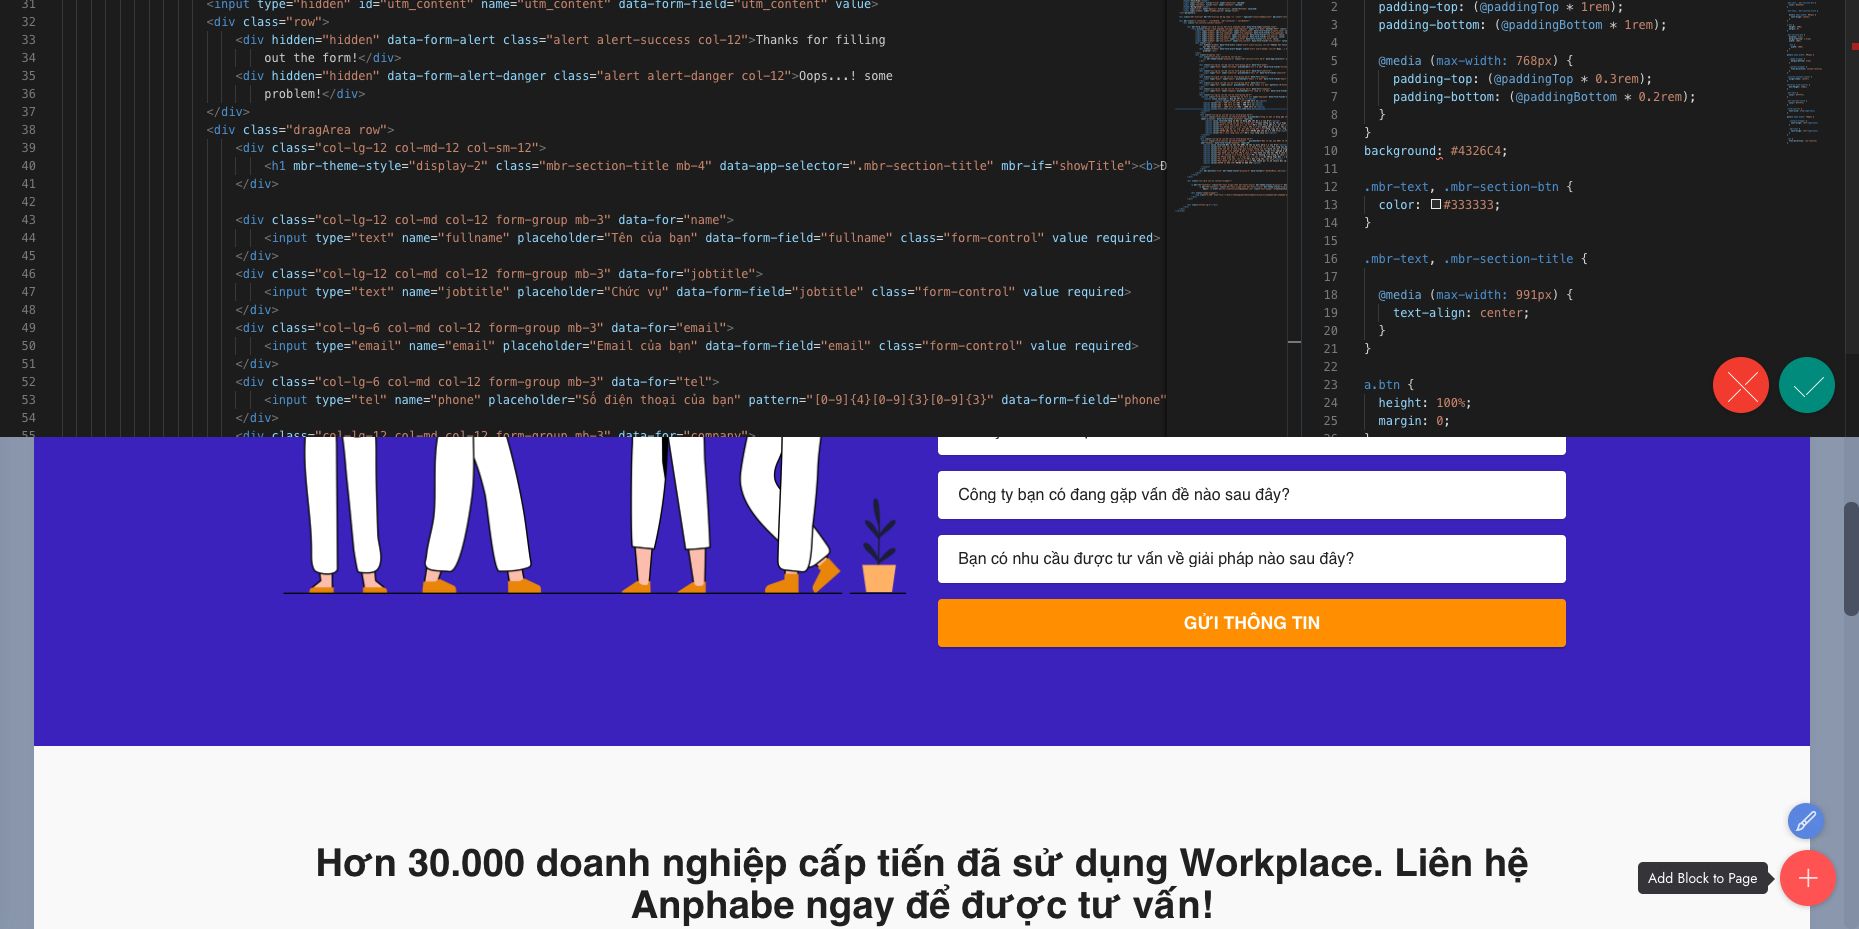 31 <input type="hidden" id="utm_content" name="utm_content" data-form-field="utm_content" value>
32 <div class="row">
33 <div hidden="hidden" data-form-alert class="alert alert-success col-12">Thanks for filling
34 out the form!</div>
35 <div hidden="hidden" data-form-alert-danger class="alert alert-danger col-12">Oops...! some
36 problem!</div>
37 </div>
38 <div class="dragArea row">
39 <div class="col-lg-12 col-md-12 col-sm-12">
40 <h1 mbr-theme-style="display-2" class="mbr-section-title mb-4" data-app-selector=".mbr-section-title" mbr-if="showTitle"><b>Đ
41 </div>
42
43 <div class="col-lg-12 col-md col-12 form-group mb-3" data-for="name">
44 <input type="text" name="fullname" placeholder="Tên của bạn" data-form-field="fullname" class="form-control" value required>
45 </div>
46 <div class="col-lg-12 col-md col-12 form-group mb-3" data-for="jobtitle">
47 <input type="text" name="jobtitle" placeholder="Chức vụ" data-form-field="jobtitle" class="form-control" value required>
48 </div>
49 <div class="col-lg-6 col-md col-12 form-group mb-3" data-for="email">
50 <input type="email" name="email" placeholder="Email của bạn" data-form-field="email" class="form-control" value required>
51 </div>
52 <div class="col-lg-6 col-md col-12 form-group mb-3" data-for="tel">
53 <input type="tel" name="phone" placeholder="Số điện thoại của bạn" pattern="[0-9]{4}[0-9]{3}[0-9]{3}" data-form-field="phone"
54 </div>
55 <div class="col-lg-12 col-md col-12 form-group mb-3" data-for="company">
2 padding-top: (@paddingTop * 1rem);
3 padding-bottom: (@paddingBottom * 1rem);
4
5 @media (max-width: 768px) {
6 padding-top: (@paddingTop * 0.3rem);
7 padding-bottom: (@paddingBottom * 0.2rem);
8 }
9 }
10 background: #4326C4;
11
12 .mbr-text, .mbr-section-btn {
13 color: #333333;
14 }
15
16 .mbr-text, .mbr-section-title {
17
18 @media (max-width: 991px) {
19 text-align: center;
20 }
21 }
22
23 a.btn {
24 height: 100%;
25 margin: 0;
26 }
Công ty bạn có đang gặp vấn đề nào sau đây?
Bạn có nhu cầu được tư vấn về giải pháp nào sau đây?
GỬI THÔNG TIN
Hơn 30.000 doanh nghiệp cấp tiến đã sử dụng Workplace. Liên hệ
Anphabe ngay để được tư vấn!
Add Block to Page